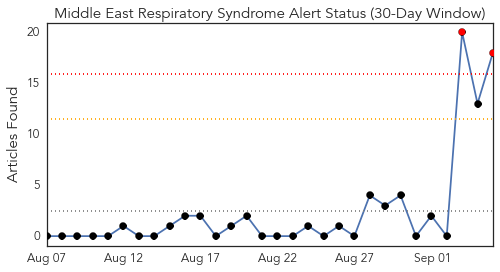 Middle East Respiratory Syndrome Alert Status (30-Day Window)
Articles Found
20
15
10
5
0
Aug 07 Aug 12 Aug 17 Aug 22 Aug 27 Sep 01